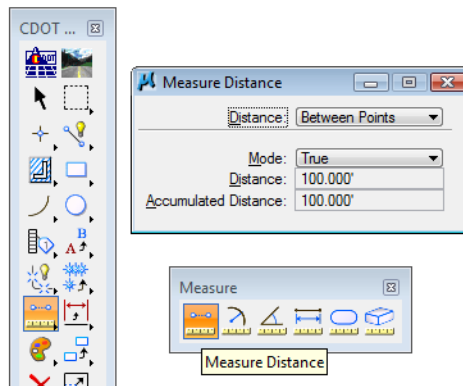 CDOT ...
Measure Distance
Distance: Between Points
Mode: True
Distance: 100.000'
Accumulated Distance: 100.000'
Measure
Measure Distance